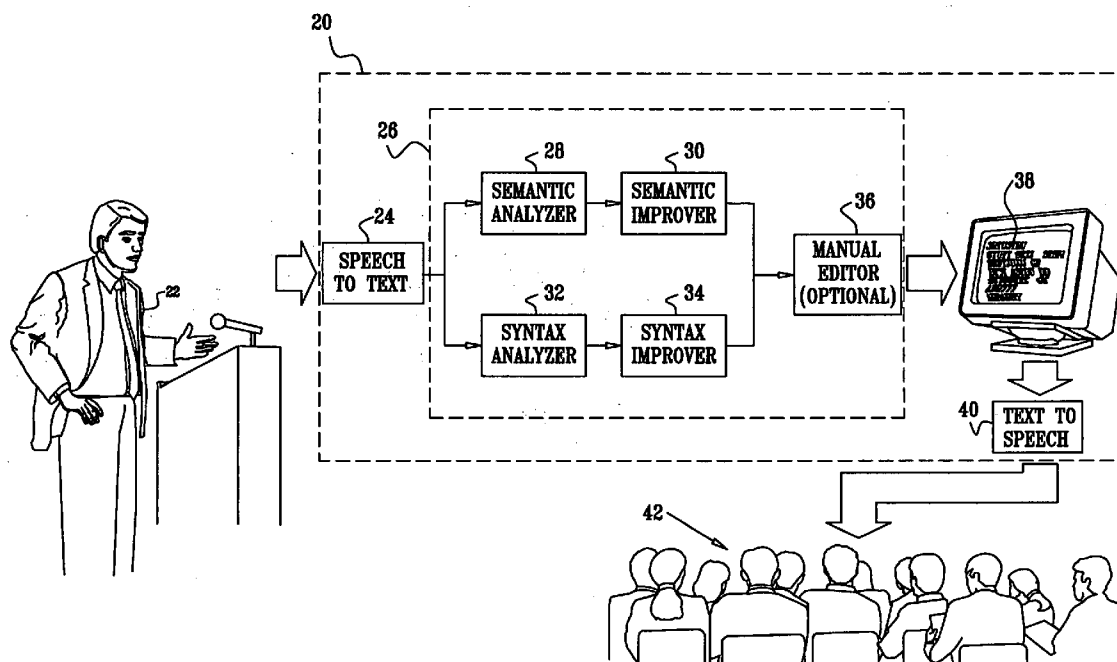 20
26
28
30
SEMANTIC
ANALYZER
SEMANTIC
IMPROVER
24
SPEECH
TO TEXT
22
36
MANUAL
EDITOR
(OPTIONAL)
38
32
34
SYNTAX
ANALYZER
SYNTAX
IMPROVER
40
TEXT TO
SPEECH
42